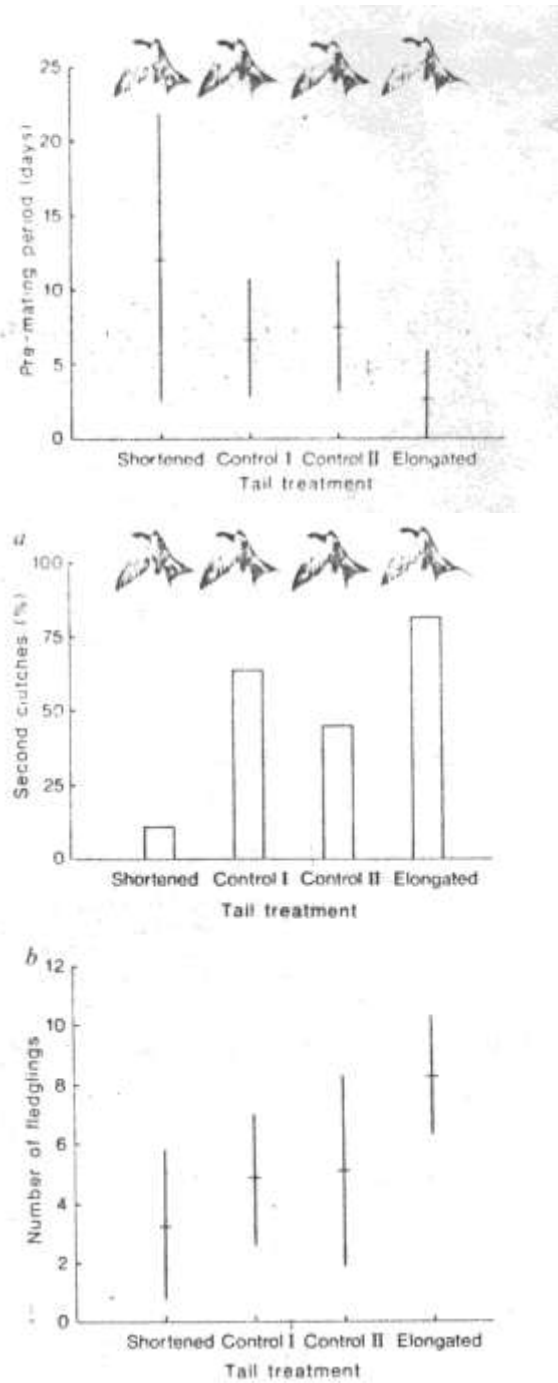 25
20
15
10
5
0
Pre-mating period (days)
Shortened Control I Control II Elongated
Tail treatment
a
100
75
50
25
0
Second clutches (%)
Shortened Control I Control II Elongated
Tail treatment
b
12
10
8
6
4
2
0
Number of fledglings
Shortened Control I Control II Elongated
Tail treatment